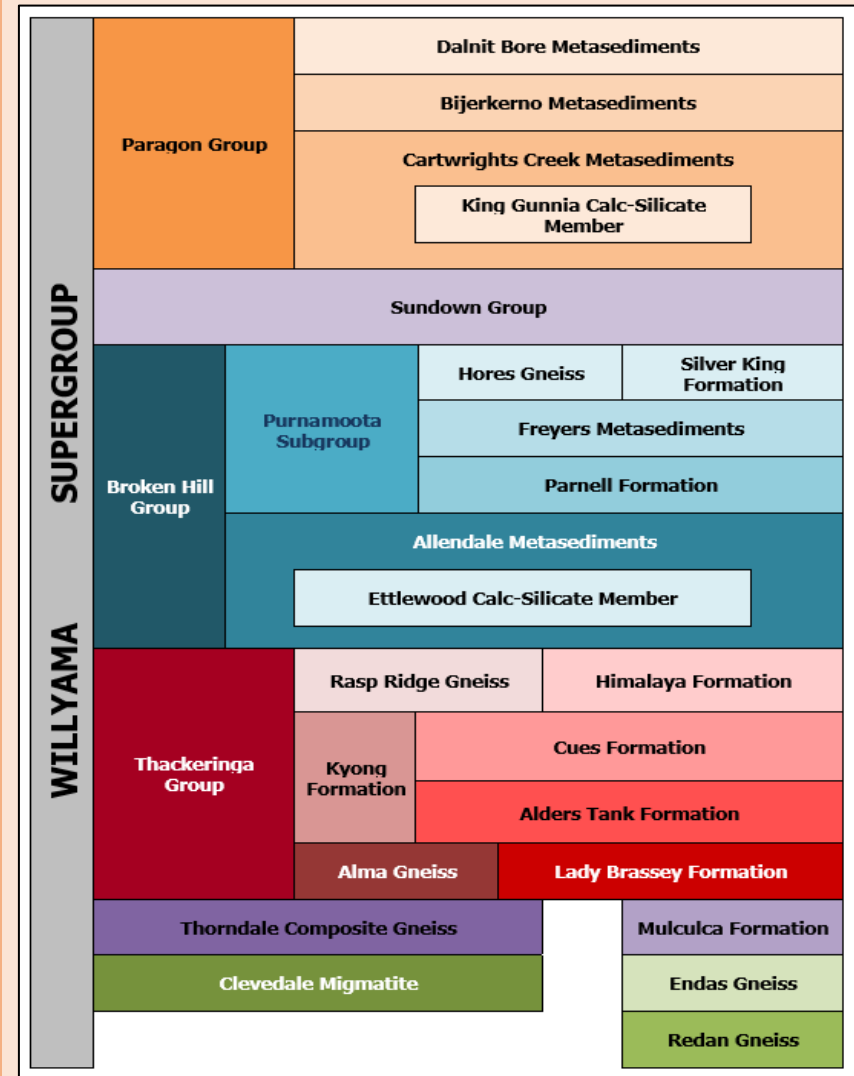 WILLYAMA SUPERGROUP
Paragon Group
Dalnit Bore Metasediments
Bijerkerno Metasediments
Cartwrights Creek Metasediments
King Gunnia Calc-Silicate
Member
Sundown Group
Broken Hill
Group
Purnamoota
Subgroup
Hores Gneiss
Silver King
Formation
Freyers Metasediments
Parnell Formation
Allendale Metasediments
Ettlewood Calc-Silicate Member
Thackeringa
Group
Rasp Ridge Gneiss
Himalaya Formation
Kyong
Formation
Cues Formation
Alders Tank Formation
Alma Gneiss
Lady Brassey Formation
Thorndale Composite Gneiss
Mulculca Formation
Clevedale Migmatite
Endas Gneiss
Redan Gneiss